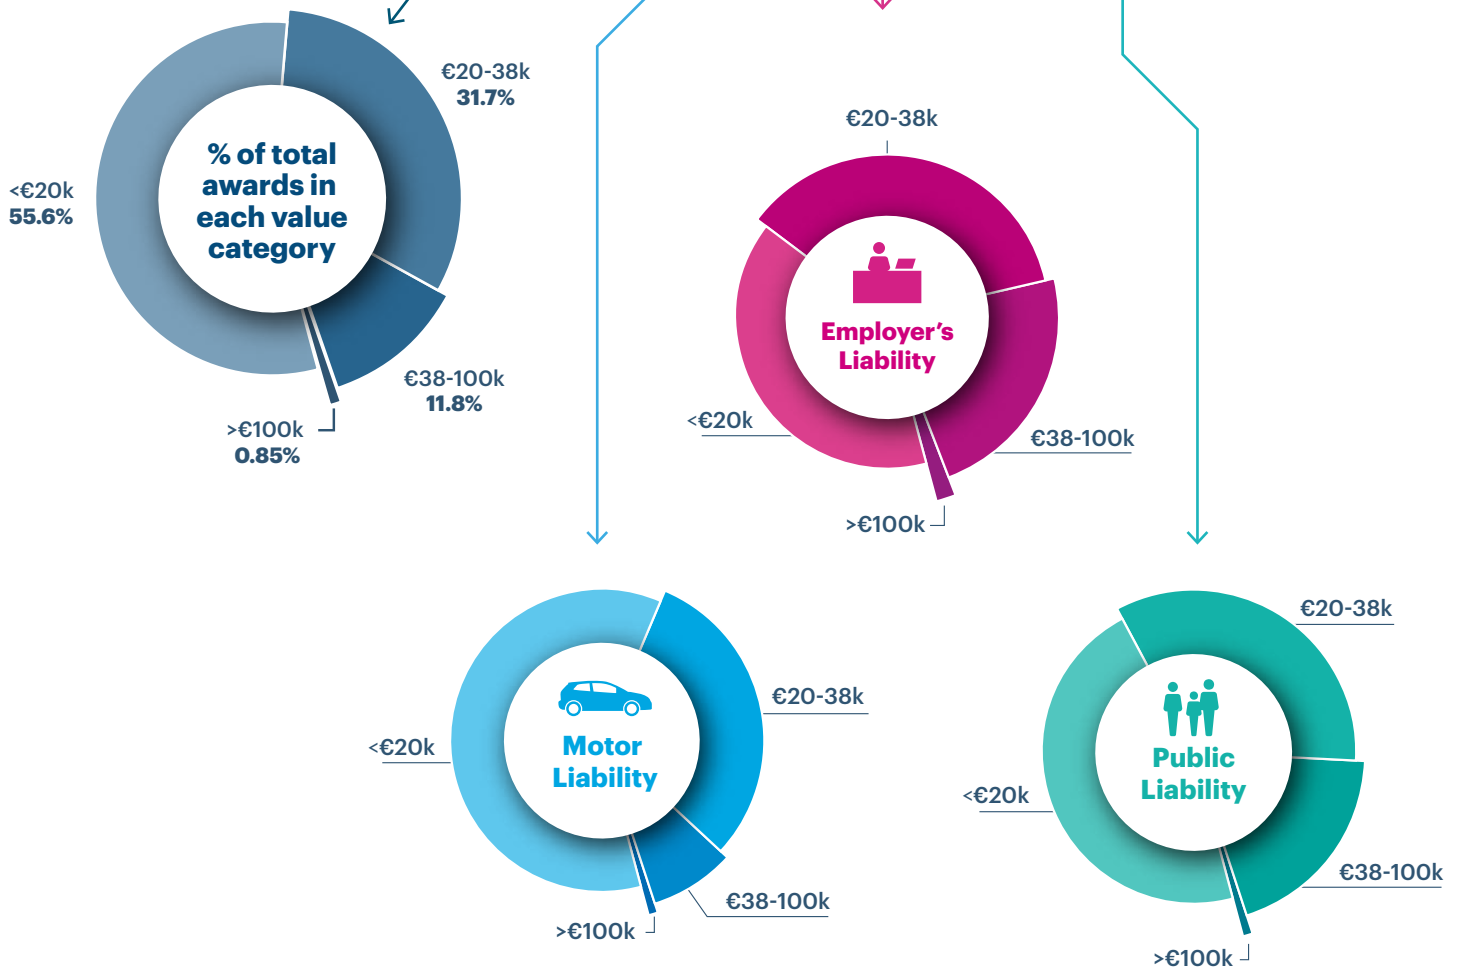 €20-38k
31.7%
% of total
awards in
each value
category
<€20k
55.6%
€38-100k
11.8%
>€100k
0.85%
€20-38k
Employer’s
Liability
<€20k
€38-100k
>€100k
€20-38k
Motor
Liability
<€20k
€38-100k
>€100k
€20-38k
Public
Liability
<€20k
€38-100k
>€100k